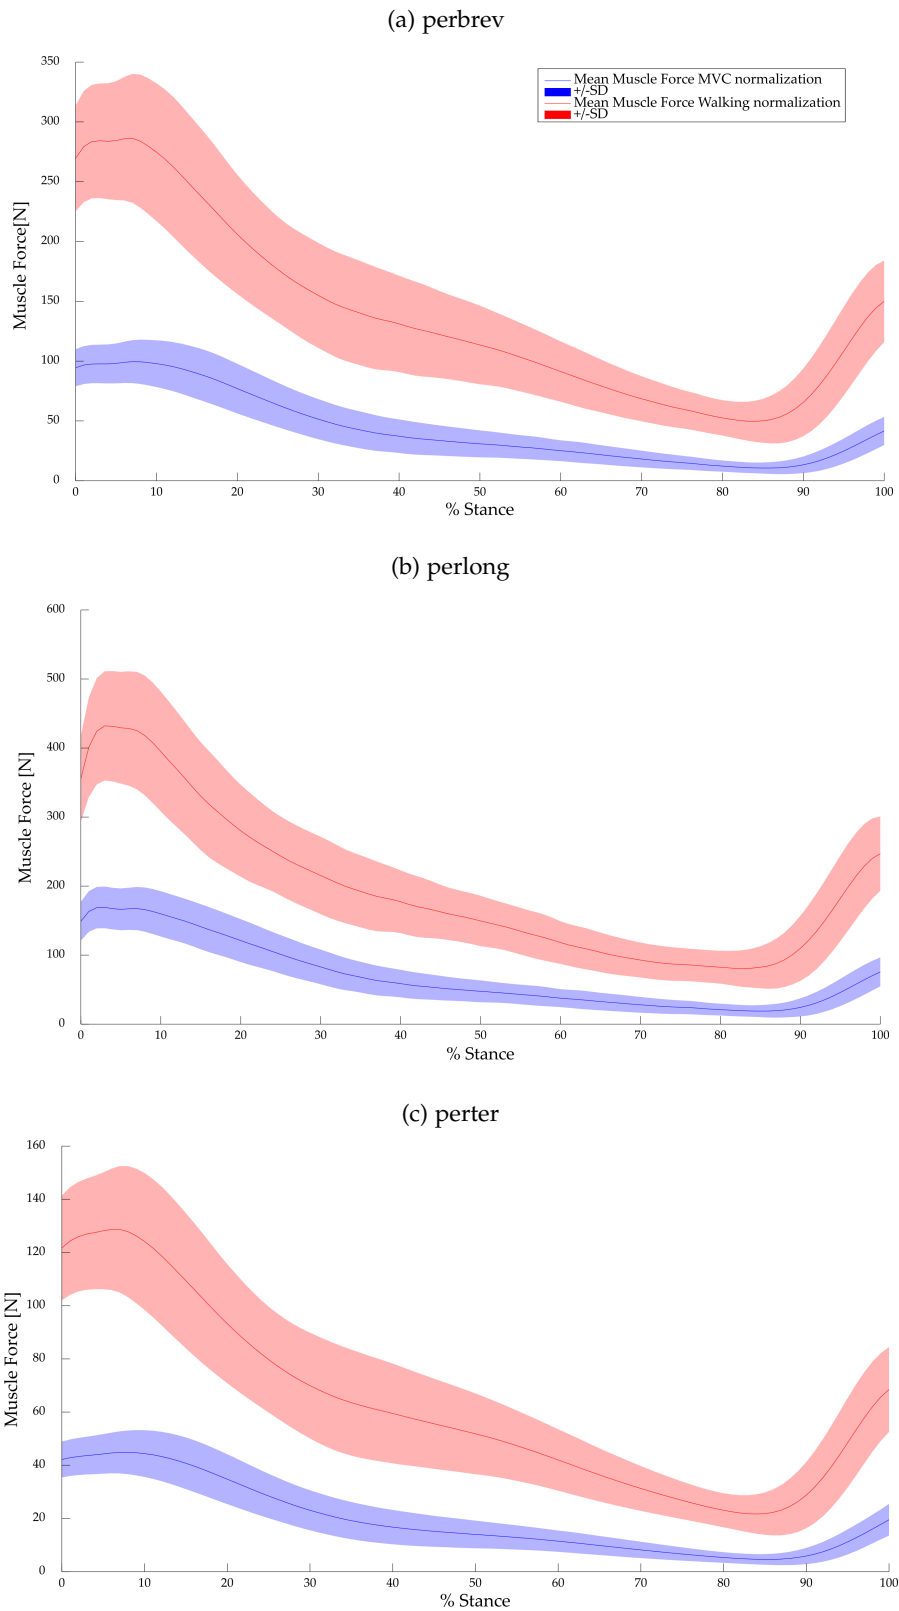 (a) perbrev
350
300
250
200
150
100
50
0
Muscle Force[N]
Mean Muscle Force MVC normalization
+/-SD
Mean Muscle Force Walking normalization
+/-SD
0 10 20 30 40 50 60 70 80 90 100
% Stance
(b) perlong
600
500
400
300
200
100
0
Muscle Force [N]
0 10 20 30 40 50 60 70 80 90 100
% Stance
(c) perter
160
140
120
100
80
60
40
20
0
Muscle Force [N]
0 10 20 30 40 50 60 70 80 90 100
% Stance